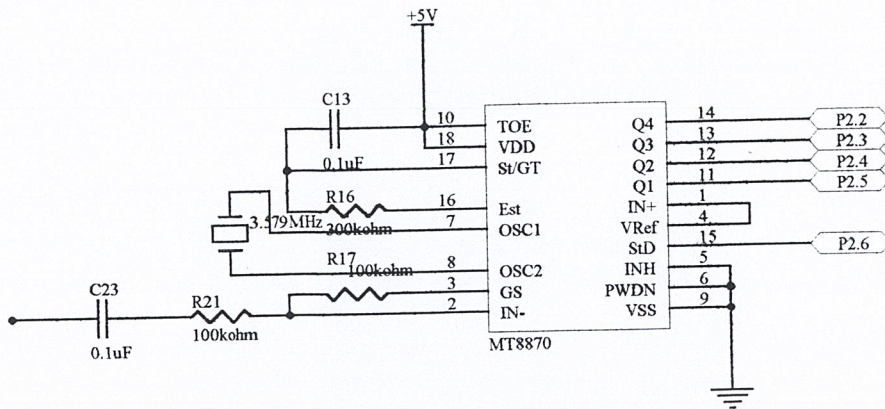 +5V
C13
0.1uF
10
18
17
TOE
VDD
St/GT
R16
300kohm
16
7
Est
OSC1
3.579MHz
R17
100kohm
8
3
2
OSC2
GS
IN-
C23
0.1uF
R21
100kohm
MT8870
Q4
Q3
Q2
Q1
IN+
VRef
StD
INH
PWDN
VSS
14
13
12
11
1
4
15
5
6
9
P2.2
P2.3
P2.4
P2.5
P2.6